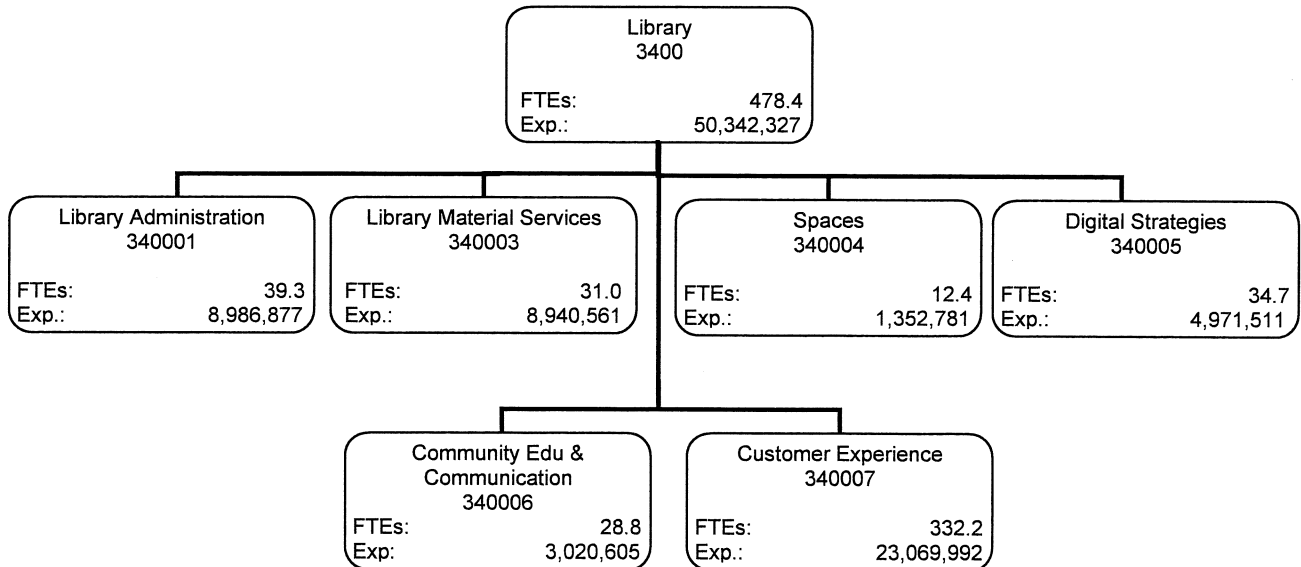 Library
3400
FTEs: 478.4
Exp.: 50,342,327
Library Administration
340001
FTEs: 39.3
Exp.: 8,986,877
Library Material Services
340003
FTEs: 31.0
Exp.: 8,940,561
Spaces
340004
FTEs: 12.4
Exp.: 1,352,781
Digital Strategies
340005
FTEs: 34.7
Exp.: 4,971,511
Community Edu &
Communication
340006
FTEs: 28.8
Exp: 3,020,605
Customer Experience
340007
FTEs: 332.2
Exp.: 23,069,992